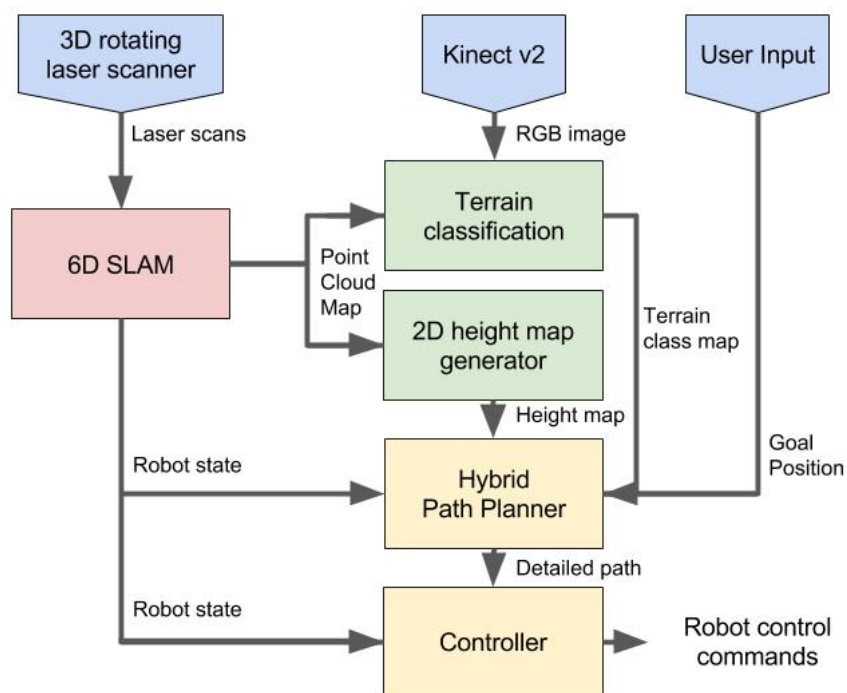 3D rotating
laser scanner
Kinect v2
User Input
Laser scans
RGB image
6D SLAM
Terrain
classification
Point
Cloud
Map
2D height map
generator
Terrain
class map
Height map
Robot state
Hybrid
Path Planner
Goal
Position
Detailed path
Robot state
Controller
Robot control
commands